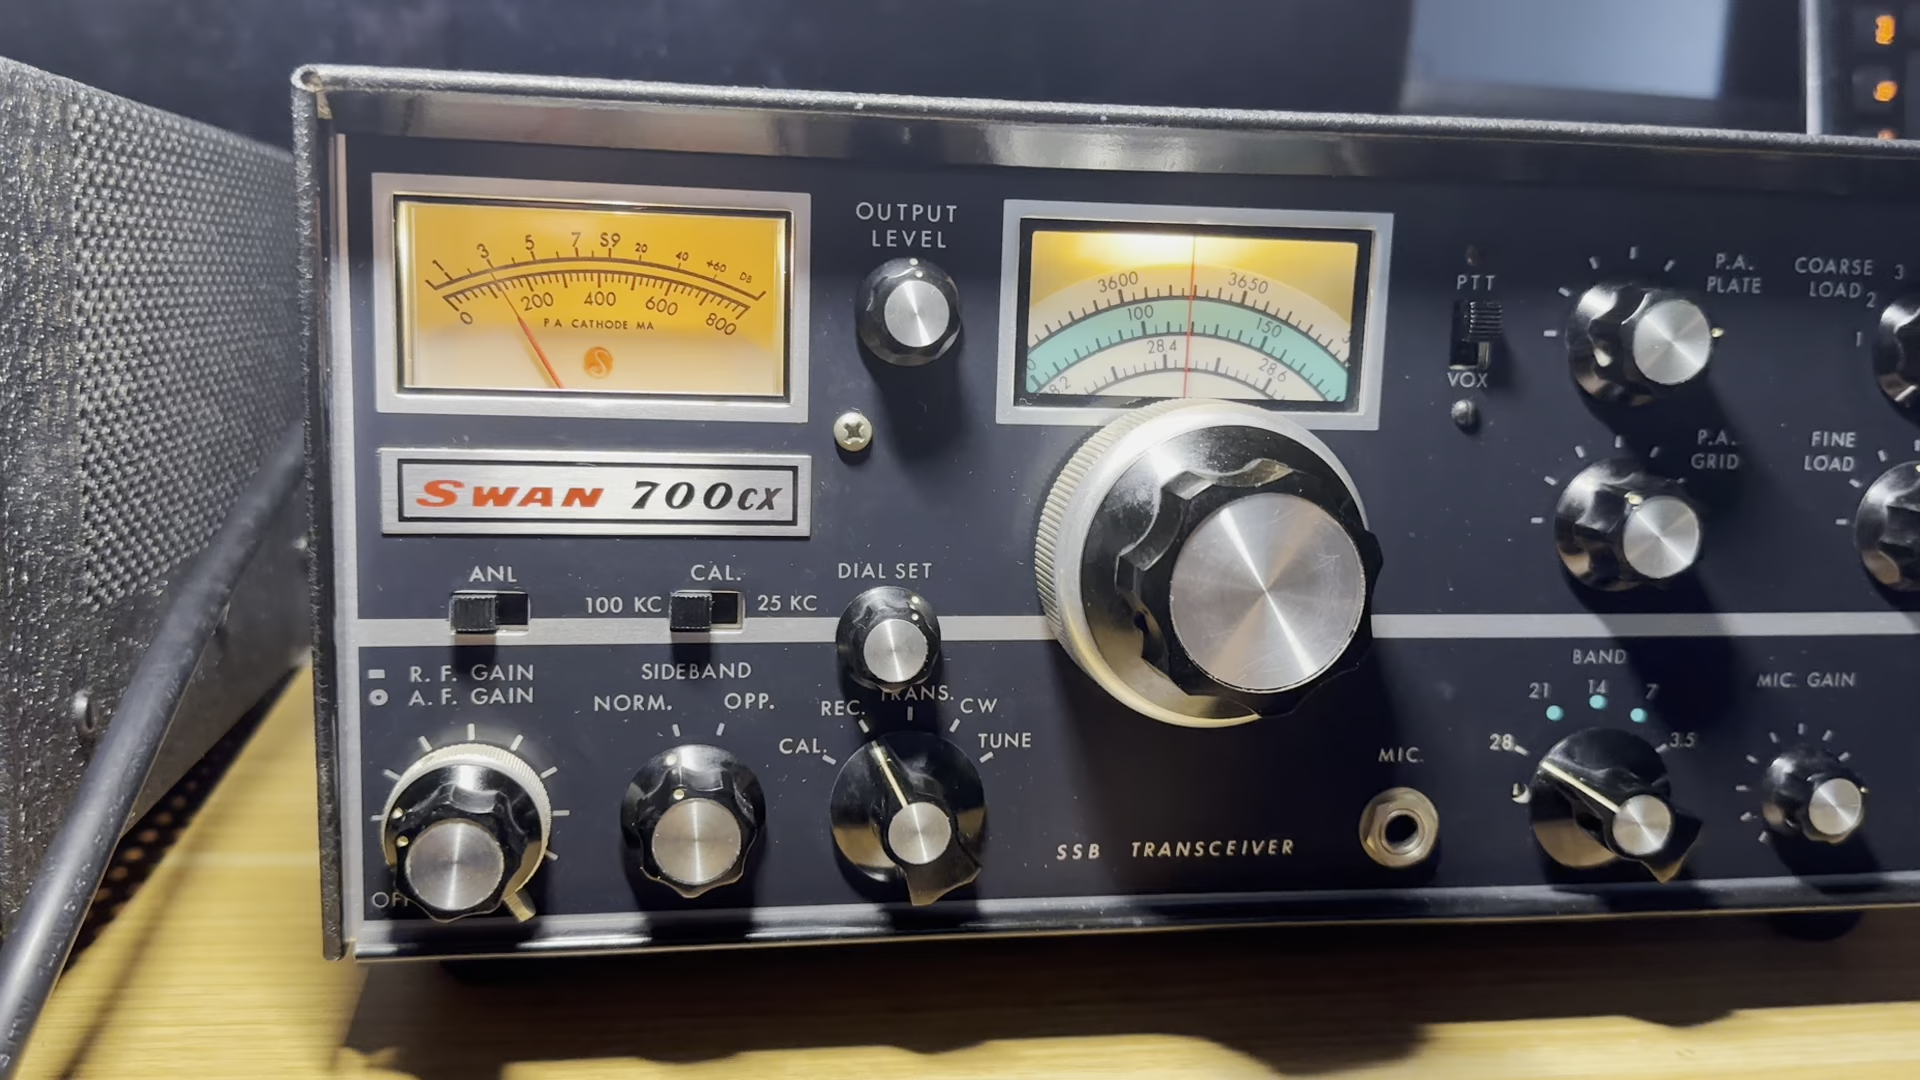 1 3 5 7 S9 20 40 +60 DB
0 200 400 600 800
P A CATHODE MA
OUTPUT
LEVEL
3600 3650
100 150
28.4 28.6
PTT
VOX
P.A.
PLATE
COARSE
LOAD
3
2
1
P.A.
GRID
FINE
LOAD
SWAN 700CX
ANL
CAL.
100 KC
25 KC
DIAL SET
R. F. GAIN
A. F. GAIN
OFF
SIDEBAND
NORM. OPP.
CAL. REC. TRANS. CW TUNE
SSB TRANSCEIVER
MIC.
BAND
28 21 14 7 3.5
MIC. GAIN